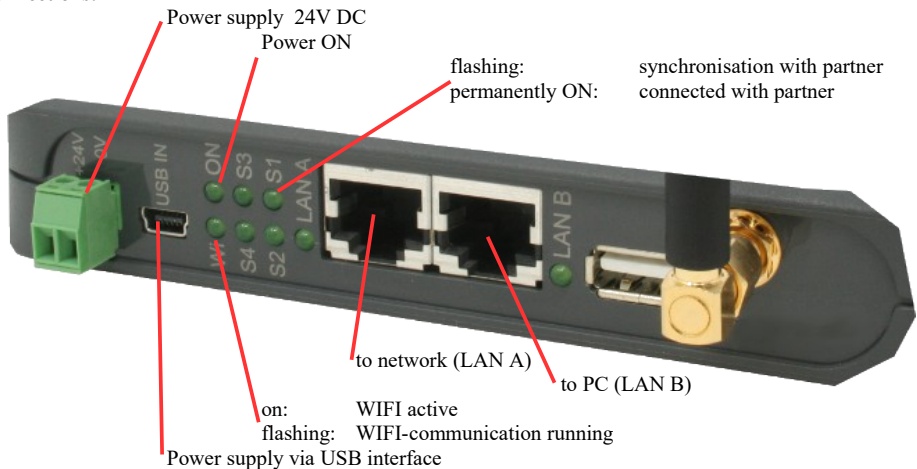 Power supply 24V DC
Power ON
flashing: synchronisation with partner
permanently ON: connected with partner
+24V
0V
USB IN
ON
S3
S1
LAN A
WI
S4
S2
LAN B
to network (LAN A)
to PC (LAN B)
on: WIFI active
flashing: WIFI-communication running
Power supply via USB interface